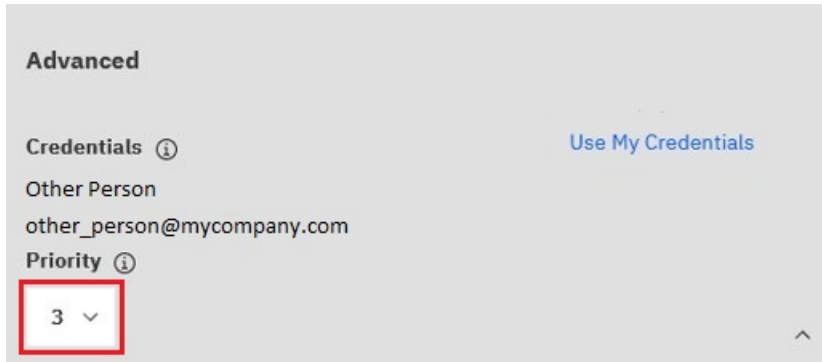 Advanced
Credentials
Use My Credentials
Other Person
other_person@mycompany.com
Priority
3